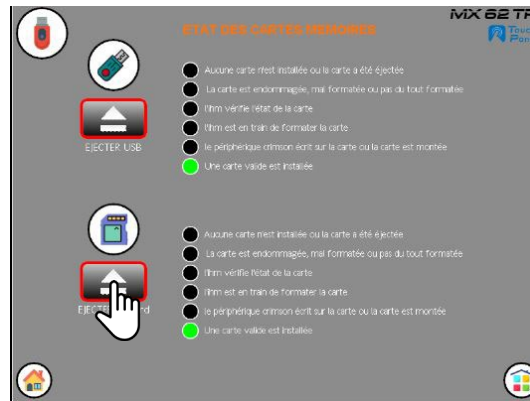 MX 62 TP
ETAT DES CARTES MEMOIRES
Touch
Pan
Aucune carte n'est installée ou la carte a été éjectée
La carte est endommagée, mal formatée ou pas du tout formatée
l'ihm vérifie l'état de la carte
l'ihm est en train de formater la carte
le périphérique crimson écrit sur la carte ou la carte est montée
Une carte valide est installée
EJECTER USB
Aucune carte n'est installée ou la carte a été éjectée
La carte est endommagée, mal formatée ou pas du tout formatée
l'ihm vérifie l'état de la carte
l'ihm est en train de formater la carte
le périphérique crimson écrit sur la carte ou la carte est montée
Une carte valide est installée